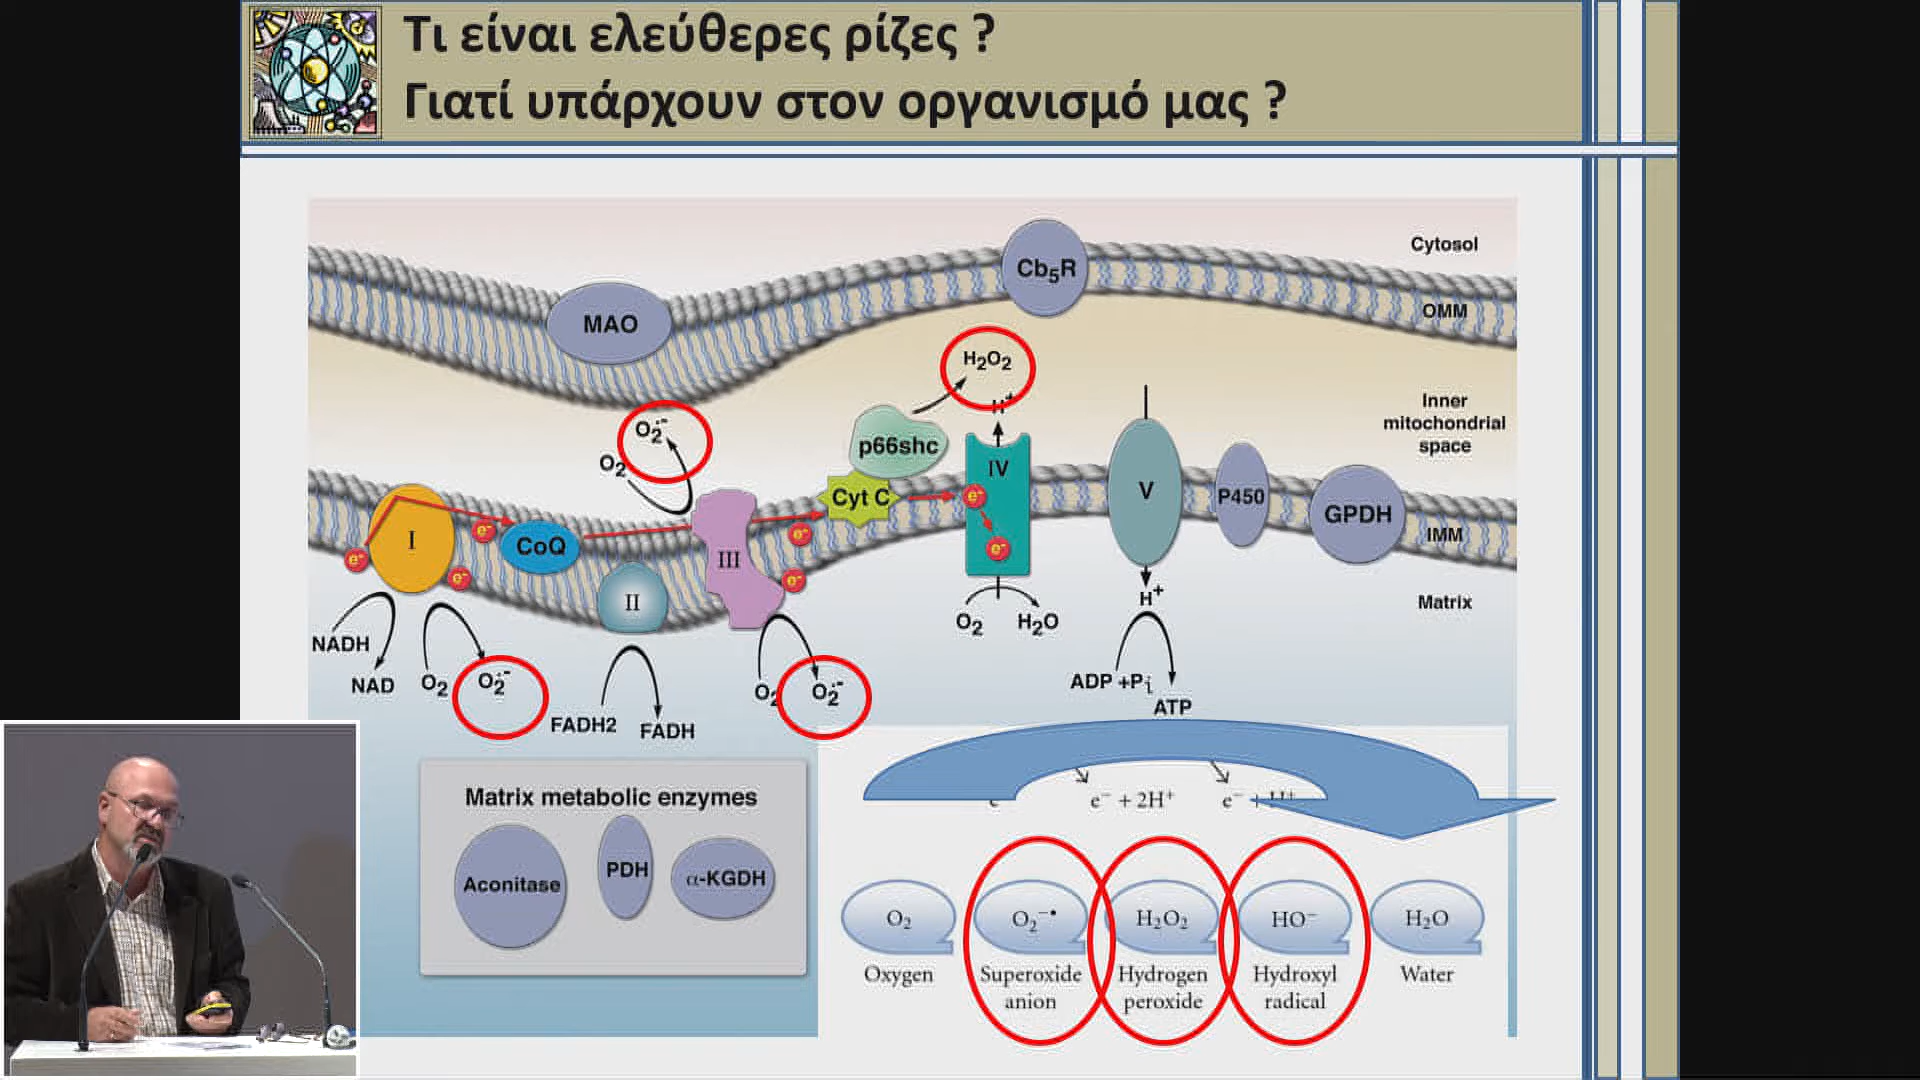 Τι είναι ελεύθερες ρίζες ?
Γιατί υπάρχουν στον οργανισμό μας ?
Cytosol
Cb5R
OMM
MAO
H2O2
H+
Inner
mitochondrial
space
O2·-
O2
p66shc
IV
Cyt C
e-
V
P450
GPDH
IMM
I
e-
CoQ
e-
e-
e-
III
e-
e-
II
e-
H+
Matrix
O2
H2O
NADH
NAD
O2
O2·-
O2
O2·-
ADP +Pi
ATP
FADH2
FADH
Matrix metabolic enzymes
Aconitase
PDH
α-KGDH
e− + 2H+
e− + H+
O2
O2−•
H2O2
HO−
H2O
Oxygen
Superoxide
anion
Hydrogen
peroxide
Hydroxyl
radical
Water